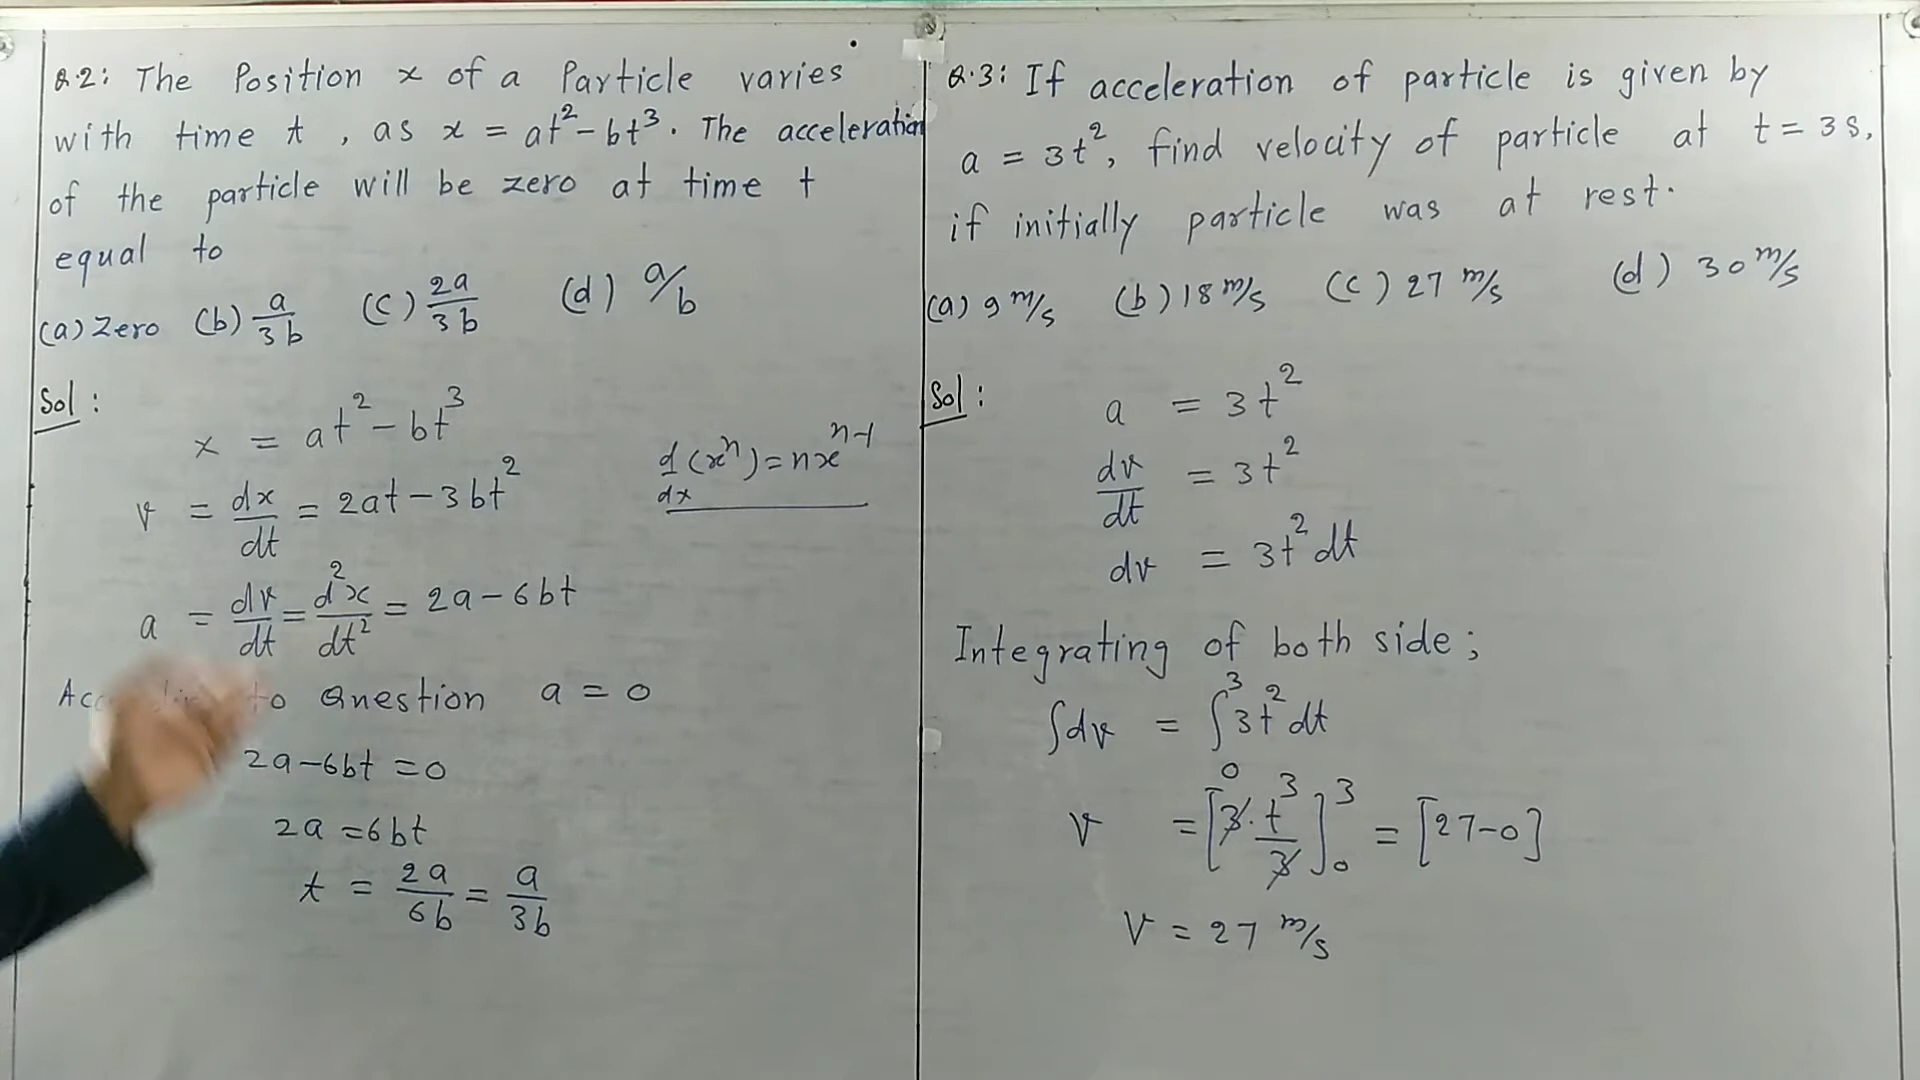 Q.2: The Position x of a Particle varies
with time t, as x = at² - bt³. The acceleration
of the particle will be zero at time t
equal to
(a) Zero (b) a/3b (c) 2a/3b (d) a/b
Sol:
x = at² - bt³
v = dx/dt = 2at - 3bt²
d/dx (xⁿ) = nxⁿ⁻¹
a = dv/dt = d²x/dt² = 2a - 6bt
to Question a = 0
2a - 6bt = 0
2a = 6bt
t = 2a/6b = a/3b
Q.3: If acceleration of particle is given by
a = 3t², find velocity of particle at t = 3s,
if initially particle was at rest.
(a) 9 m/s (b) 18 m/s (c) 27 m/s (d) 30 m/s
Sol:
a = 3t²
dv/dt = 3t²
dv = 3t² dt
Integrating of both side;
∫dv = ∫₀³ 3t² dt
v = [3·t³/3]₀³ = [27-0]
V = 27 m/s